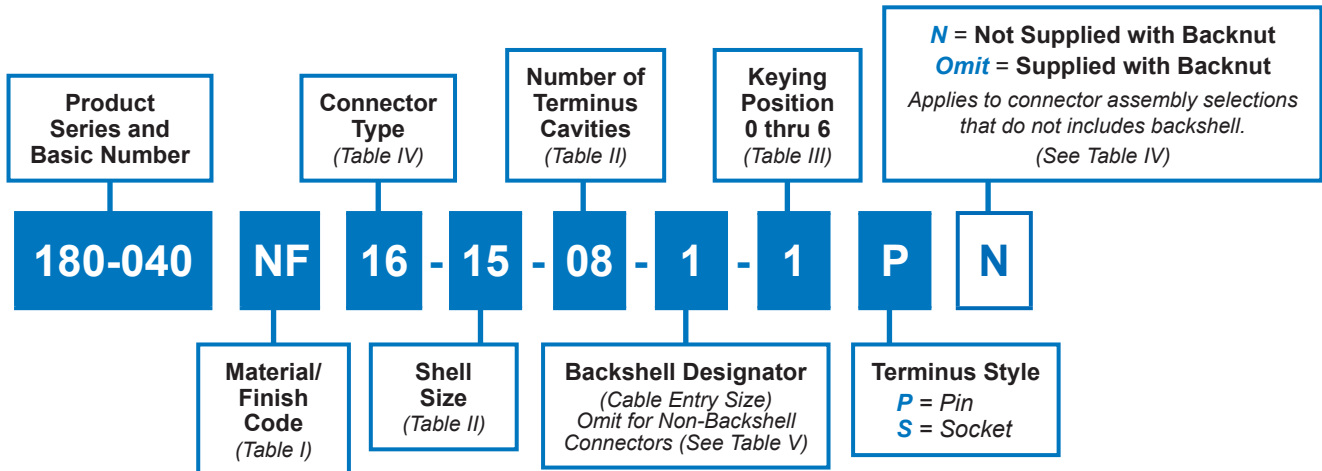 Product
Series and
Basic Number
Connector
Type
(Table IV)
Number of
Terminus
Cavities
(Table II)
Keying
Position
0 thru 6
(Table III)
N = Not Supplied with Backnut
Omit = Supplied with Backnut
Applies to connector assembly selections
that do not includes backshell.
(See Table IV)
180-040 NF 16 - 15 - 08 - 1 - 1 P N
Material/
Finish
Code
(Table I)
Shell
Size
(Table II)
Backshell Designator
(Cable Entry Size)
Omit for Non-Backshell
Connectors (See Table V)
Terminus Style
P = Pin
S = Socket